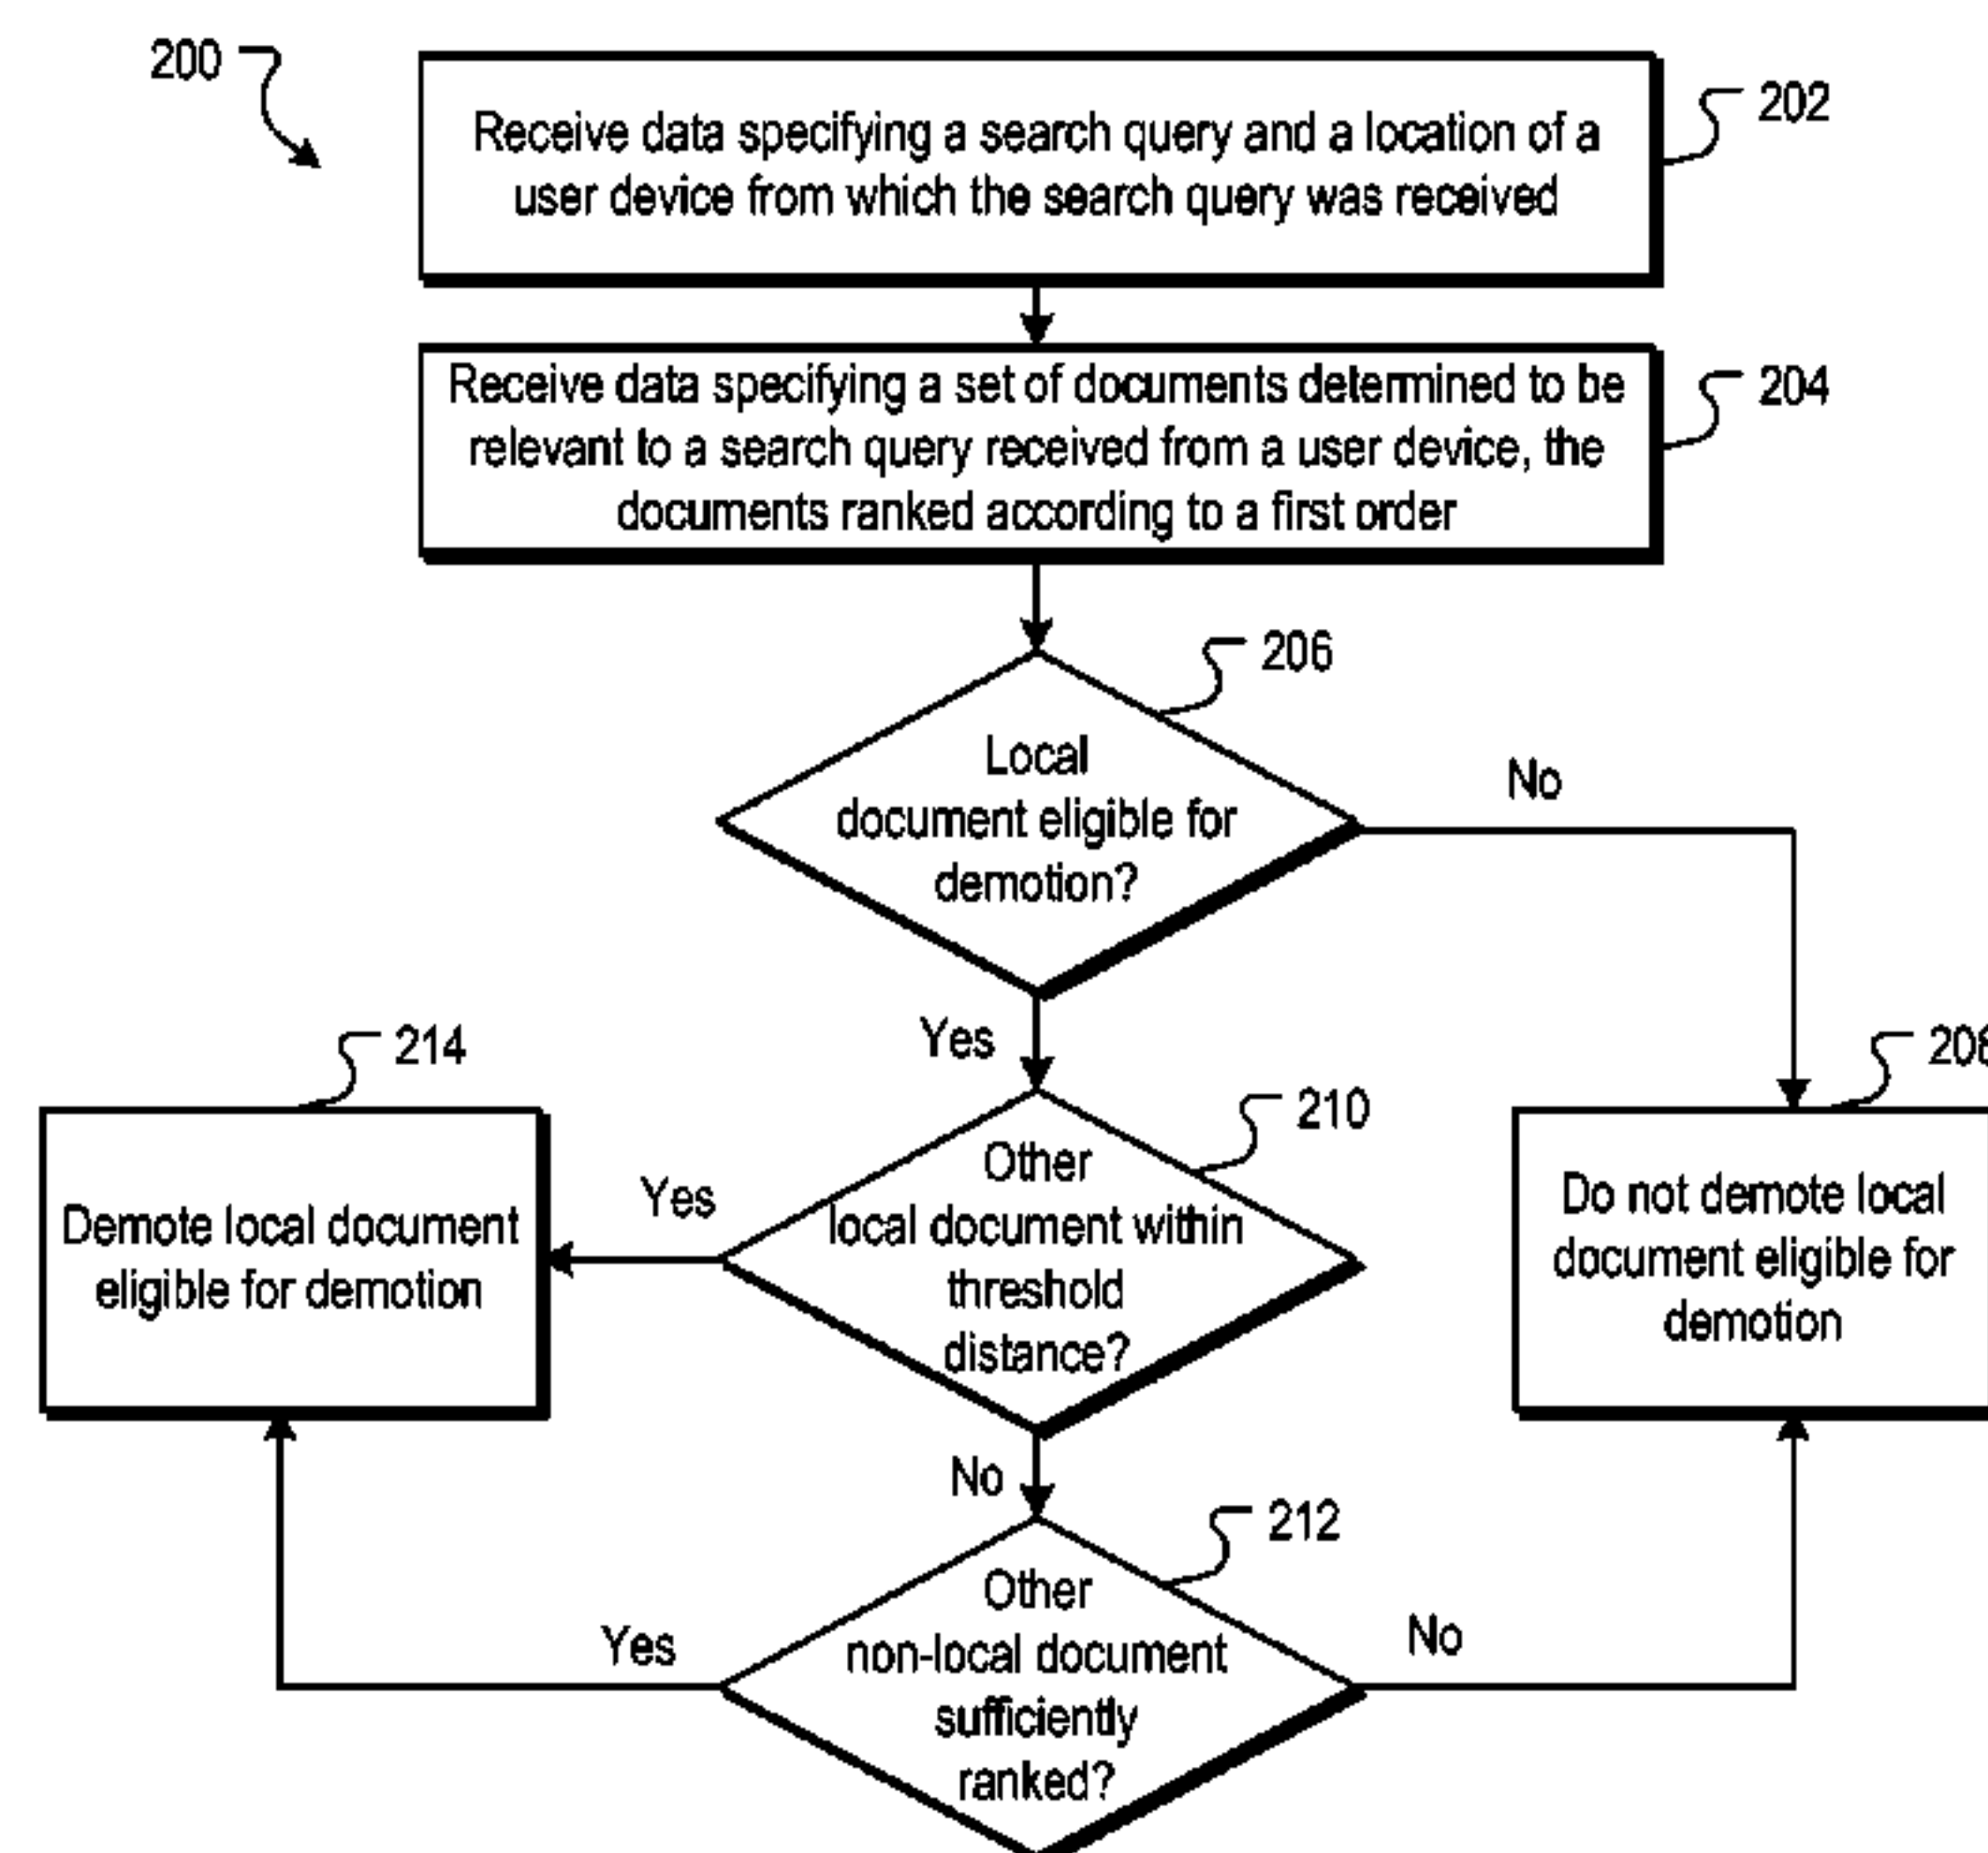 200
Receive data specifying a search query and a location of a
user device from which the search query was received
202
Receive data specifying a set of documents determined to be
relevant to a search query received from a user device, the
documents ranked according to a first order
204
206
Local
document eligible for
demotion?
No
Yes
214
Demote local document
eligible for demotion
Yes
210
Other
local document within
threshold
distance?
208
Do not demote local
document eligible for
demotion
No
212
Other
non-local document
sufficiently
ranked?
Yes
No